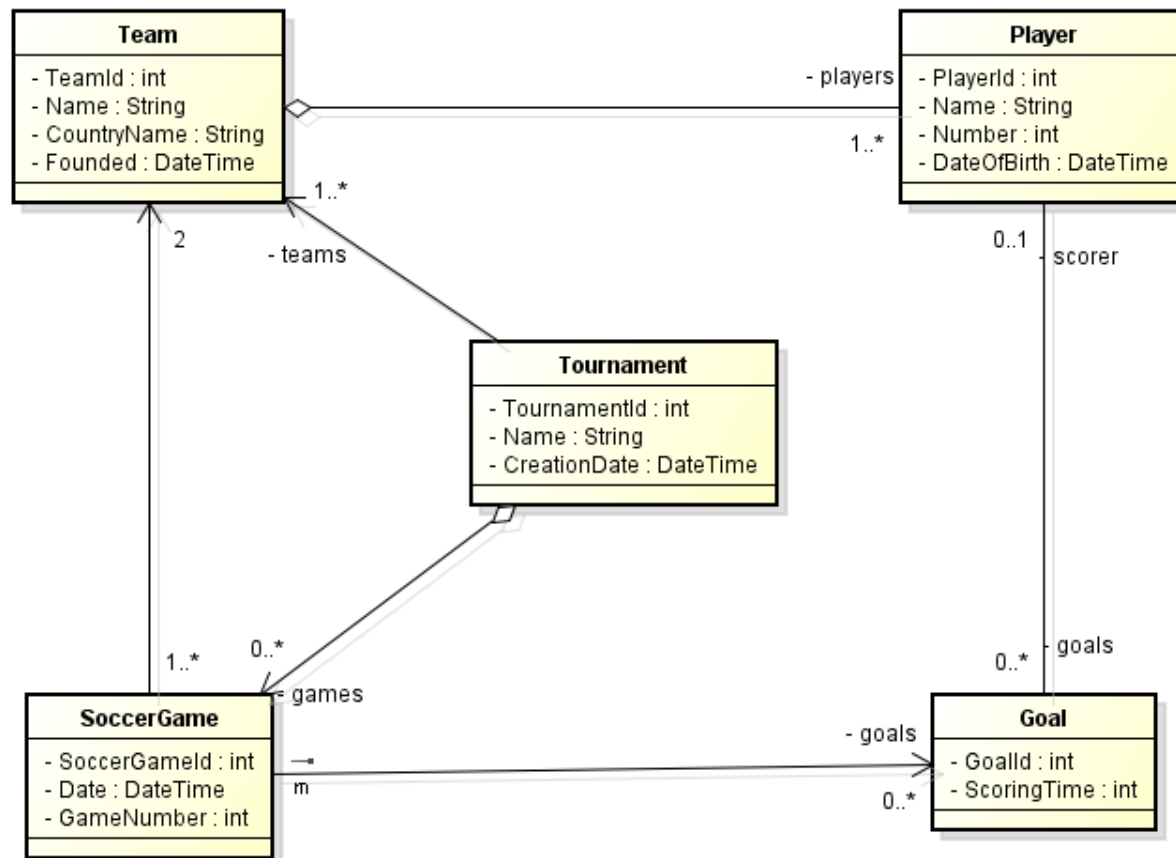 Team
- TeamId : int
- Name : String
- CountryName : String
- Founded : DateTime
- players
1..*
Player
- PlayerId : int
- Name : String
- Number : int
- DateOfBirth : DateTime
1..*
- teams
2
0..1
- scorer
Tournament
- TournamentId : int
- Name : String
- CreationDate : DateTime
0..*
- games
1..*
- goals
0..*
SoccerGame
- SoccerGameId : int
- Date : DateTime
- GameNumber : int
- goals
0..*
Goal
- GoalId : int
- ScoringTime : int